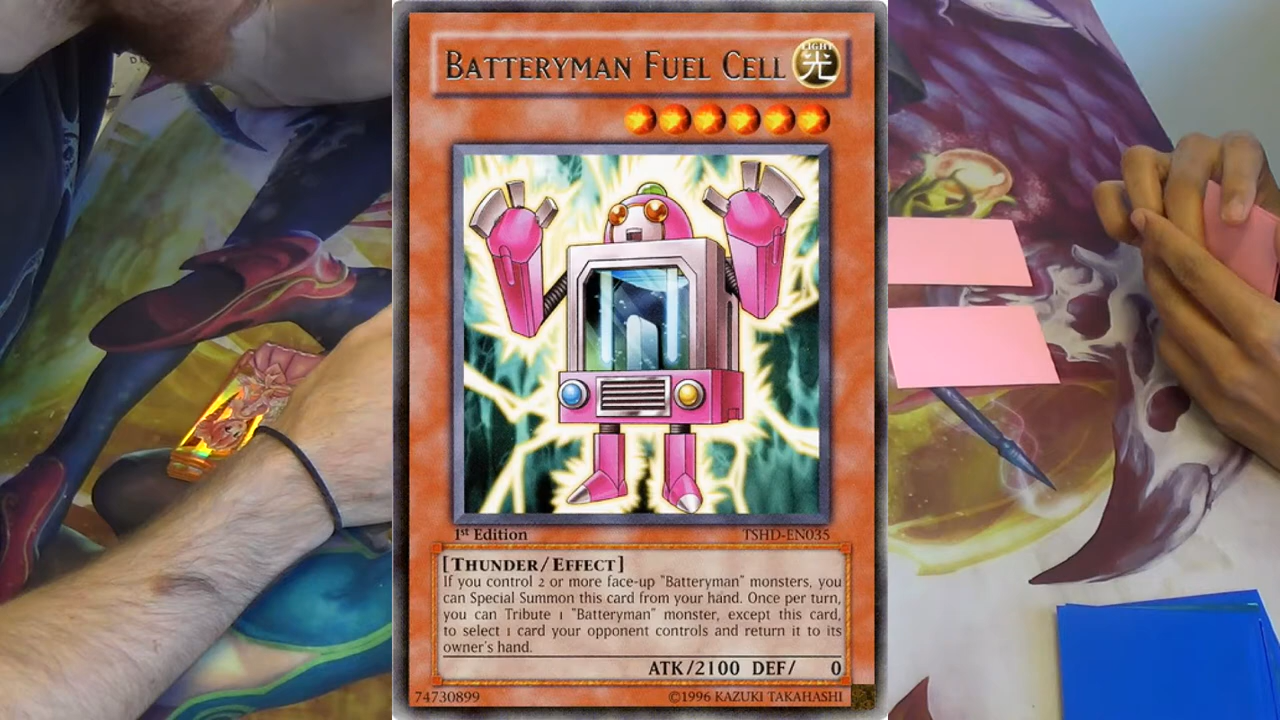 BATTERYMAN FUEL CELL
LIGHT
光
1st Edition
TSHD-EN035
[THUNDER/EFFECT]
If you control 2 or more face-up "Batteryman" monsters, you
can Special Summon this card from your hand. Once per turn,
you can Tribute 1 "Batteryman" monster, except this card,
to select 1 card your opponent controls and return it to its
owner's hand.
ATK/2100 DEF/ 0
74730899
©1996 KAZUKI TAKAHASHI